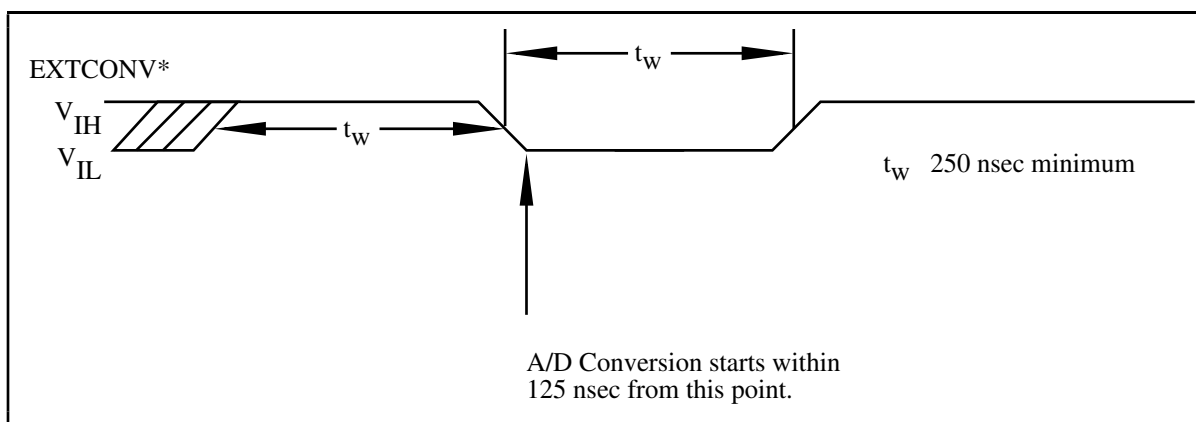 t_w
EXTCONV*
V_IH
t_w
V_IL
t_w 250 nsec minimum
A/D Conversion starts within
125 nsec from this point.